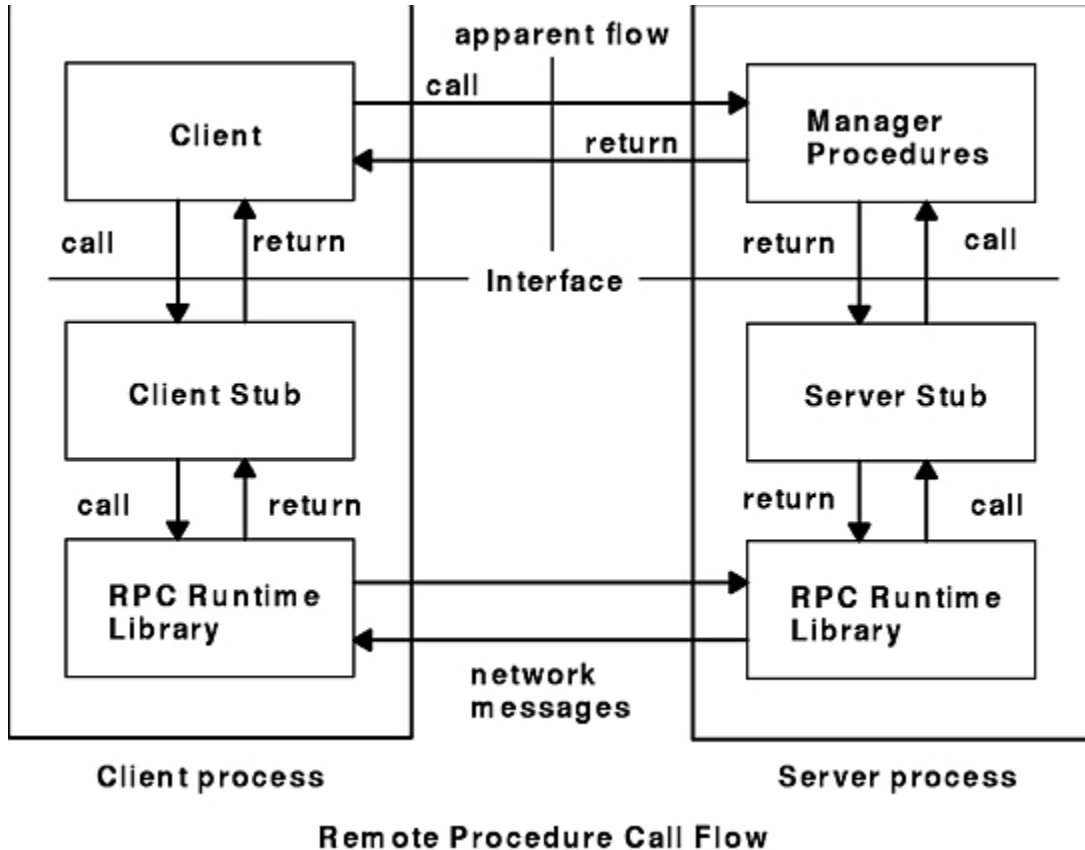 apparent flow
call
Client
Manager
Procedures
return
call
return
return
call
Interface
Client Stub
Server Stub
call
return
return
call
RPC Runtime
Library
RPC Runtime
Library
network
messages
Client process
Server process
Remote Procedure Call Flow